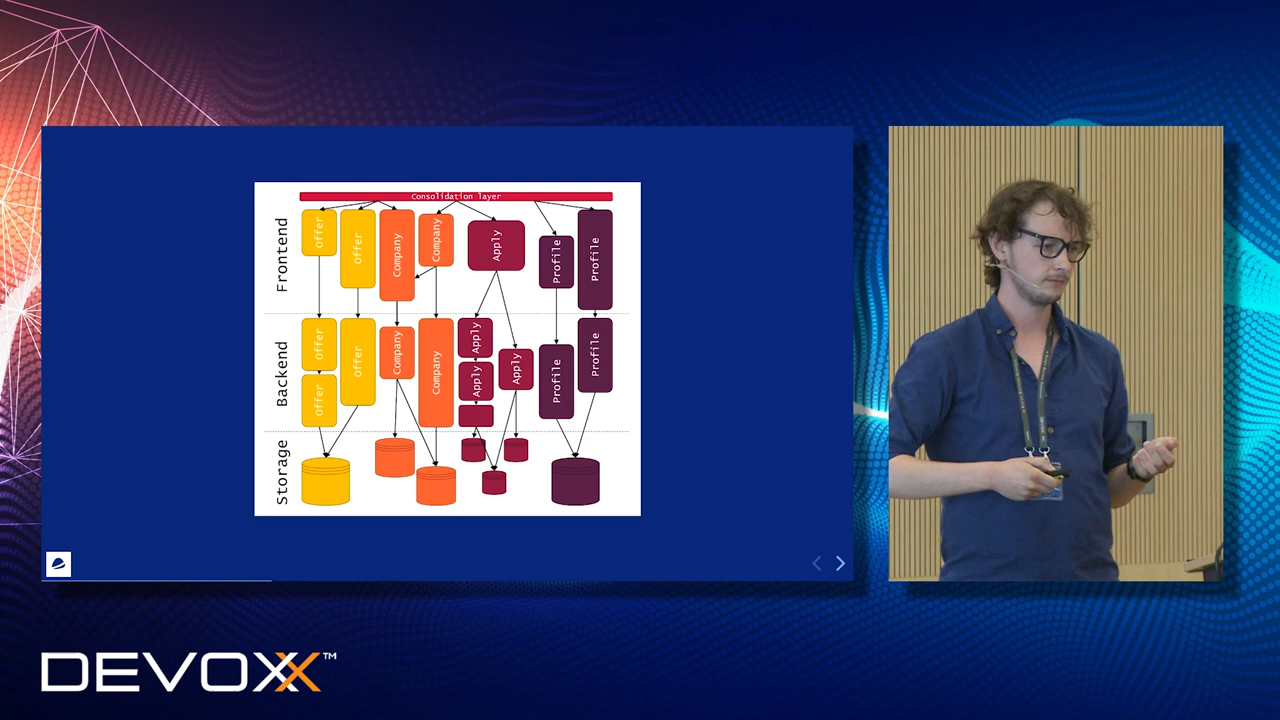 Consolidation layer
Frontend
Offer
Offer
Company
Company
Apply
Profile
Profile
Backend
Offer
Offer
Offer
Company
Company
Apply
Apply
Apply
Profile
Profile
Storage
DEVOXX™